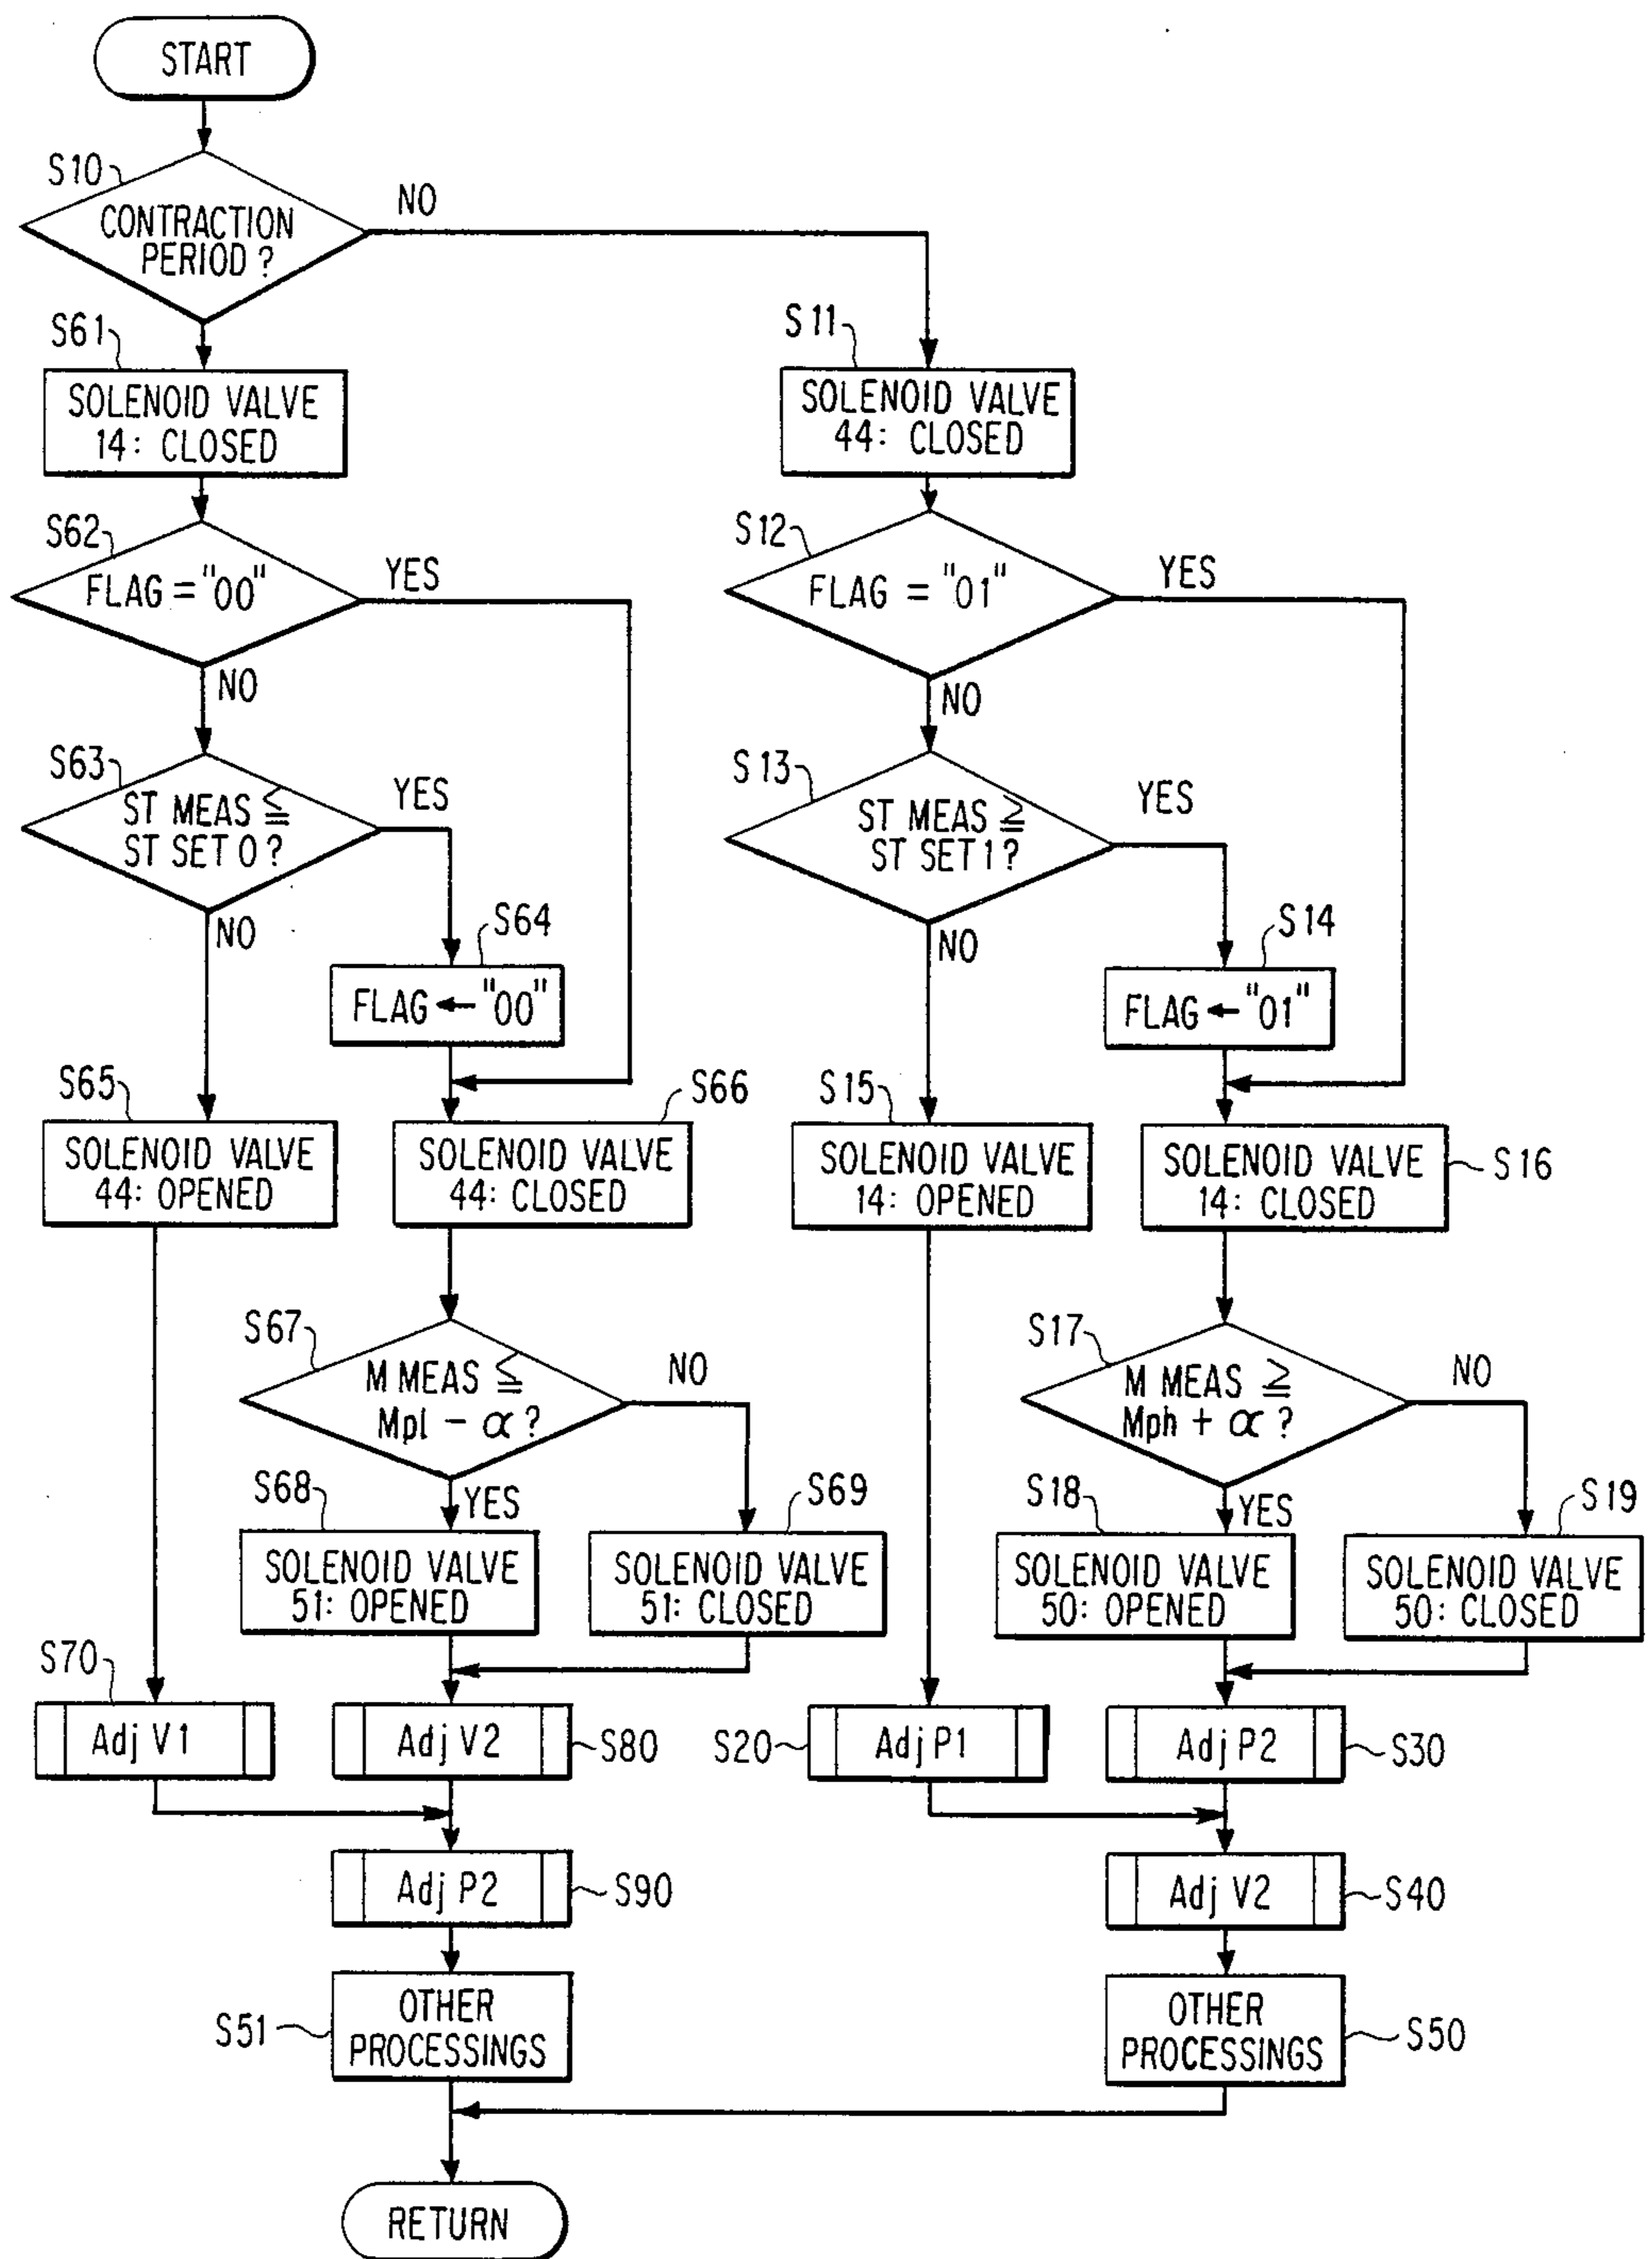 START
S10
CONTRACTION
PERIOD ?
NO
S61
SOLENOID VALVE
14: CLOSED
S11
SOLENOID VALVE
44: CLOSED
S62
FLAG = "00"
YES
NO
S12
FLAG = "01"
YES
NO
S63
ST MEAS ≦
ST SET 0 ?
YES
NO
S13
ST MEAS ≧
ST SET 1 ?
YES
NO
S64
FLAG ← "00"
S14
FLAG ← "01"
S65
SOLENOID VALVE
44: OPENED
S66
SOLENOID VALVE
44: CLOSED
S15
SOLENOID VALVE
14: OPENED
S16
SOLENOID VALVE
14: CLOSED
S67
M MEAS ≦
Mpl - α ?
NO
YES
S17
M MEAS ≧
Mph + α ?
NO
YES
S68
SOLENOID VALVE
51: OPENED
S69
SOLENOID VALVE
51: CLOSED
S18
SOLENOID VALVE
50: OPENED
S19
SOLENOID VALVE
50: CLOSED
S70
Adj V1
Adj V2
S80
S20
Adj P1
Adj P2
S30
Adj P2
S90
Adj V2
S40
S51
OTHER
PROCESSINGS
OTHER
PROCESSINGS
S50
RETURN